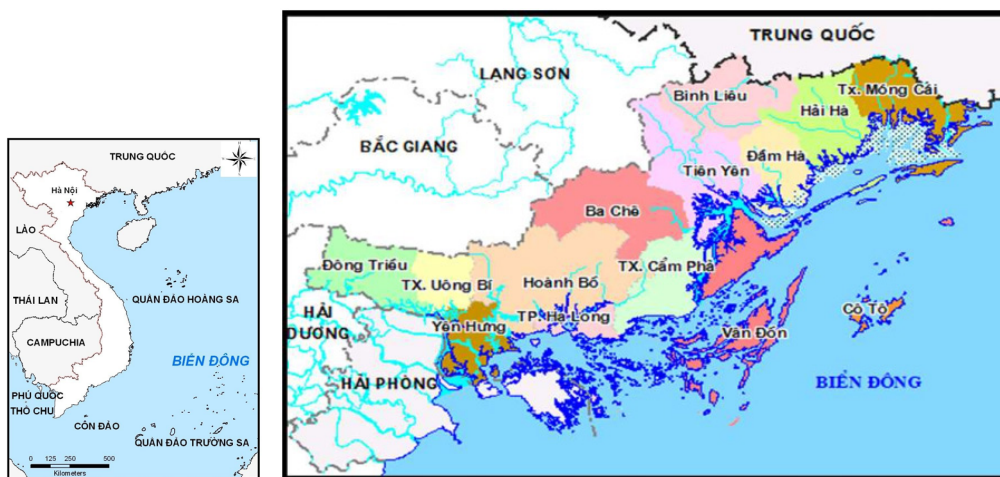 TRUNG QUỐC
Hà Nội
LÀO
THÁI LAN
QUẦN ĐẢO HOÀNG SA
CAMPUCHIA
BIỂN ĐÔNG
PHÚ QUỐC
THỔ CHU
CÔN ĐẢO
QUẦN ĐẢO TRƯỜNG SA
0 125 250 500
Kilometers
TRUNG QUỐC
LẠNG SƠN
Bình Liêu
Tx. Móng Cái
Hải Hà
BẮC GIANG
Đầm Hà
Tiên Yên
Ba Chẽ
Đông Triều
TX. Cẩm Phả
TX. Uông Bí
Hoành Bồ
HẢI
DƯƠNG
Yên Hưng
TP. Hạ Long
Vân Đồn
Cô Tô
HẢI PHÒNG
BIỂN ĐÔNG